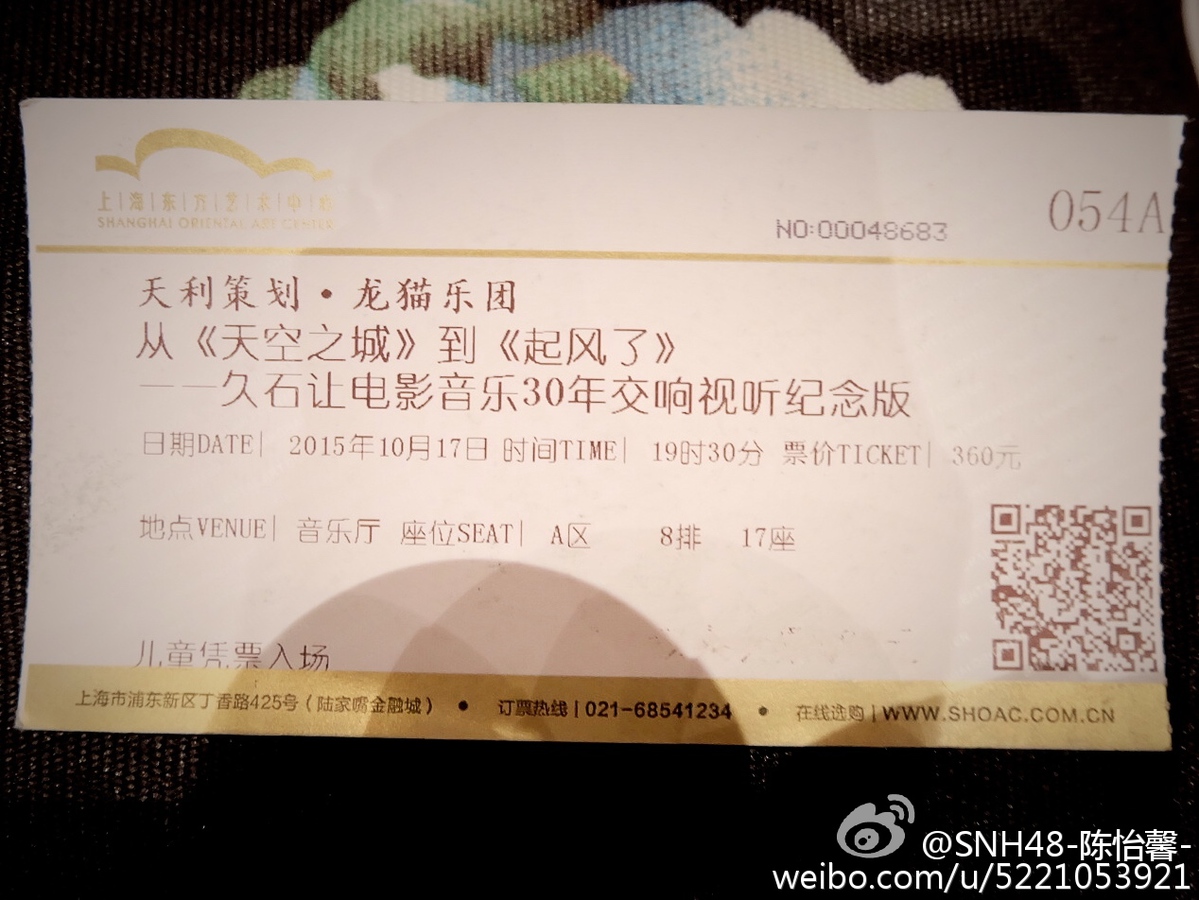 上海东方艺术中心
SHANGHAI ORIENTAL ART CENTER
NO:00048683
054A
天利策划·龙猫乐团
从《天空之城》到《起风了》
——久石让电影音乐30年交响视听纪念版
日期DATE| 2015年10月17日 时间TIME| 19时30分 票价TICKET| 360元
地点VENUE| 音乐厅 座位SEAT| A区 8排 17座
儿童凭票入场
上海市浦东新区丁香路425号(陆家嘴金融城) • 订票热线|021-68541234 • 在线选购|WWW.SHOAC.COM.CN
@SNH48-陈怡馨-
weibo.com/u/5221053921